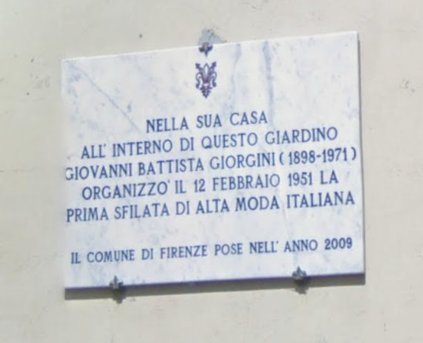 NELLA SUA CASA
ALL' INTERNO DI QUESTO GIARDINO
GIOVANNI BATTISTA GIORGINI (1898-1971)
ORGANIZZO' IL 12 FEBBRAIO 1951 LA
PRIMA SFILATA DI ALTA MODA ITALIANA
IL COMUNE DI FIRENZE POSE NELL' ANNO 2009